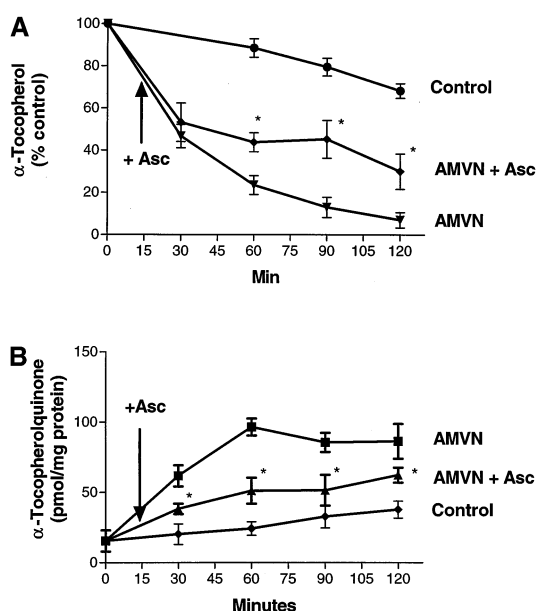 A
α-Tocopherol
(% control)
100
80
60
40
20
0
+ Asc
*
*
*
Control
AMVN + Asc
AMVN
0 15 30 45 60 75 90 105 120
Min
B
α-Tocopherolquinone
(pmol/mg protein)
150
100
50
0
+Asc
*
*
*
*
AMVN
AMVN + Asc
Control
0 15 30 45 60 75 90 105 120
Minutes